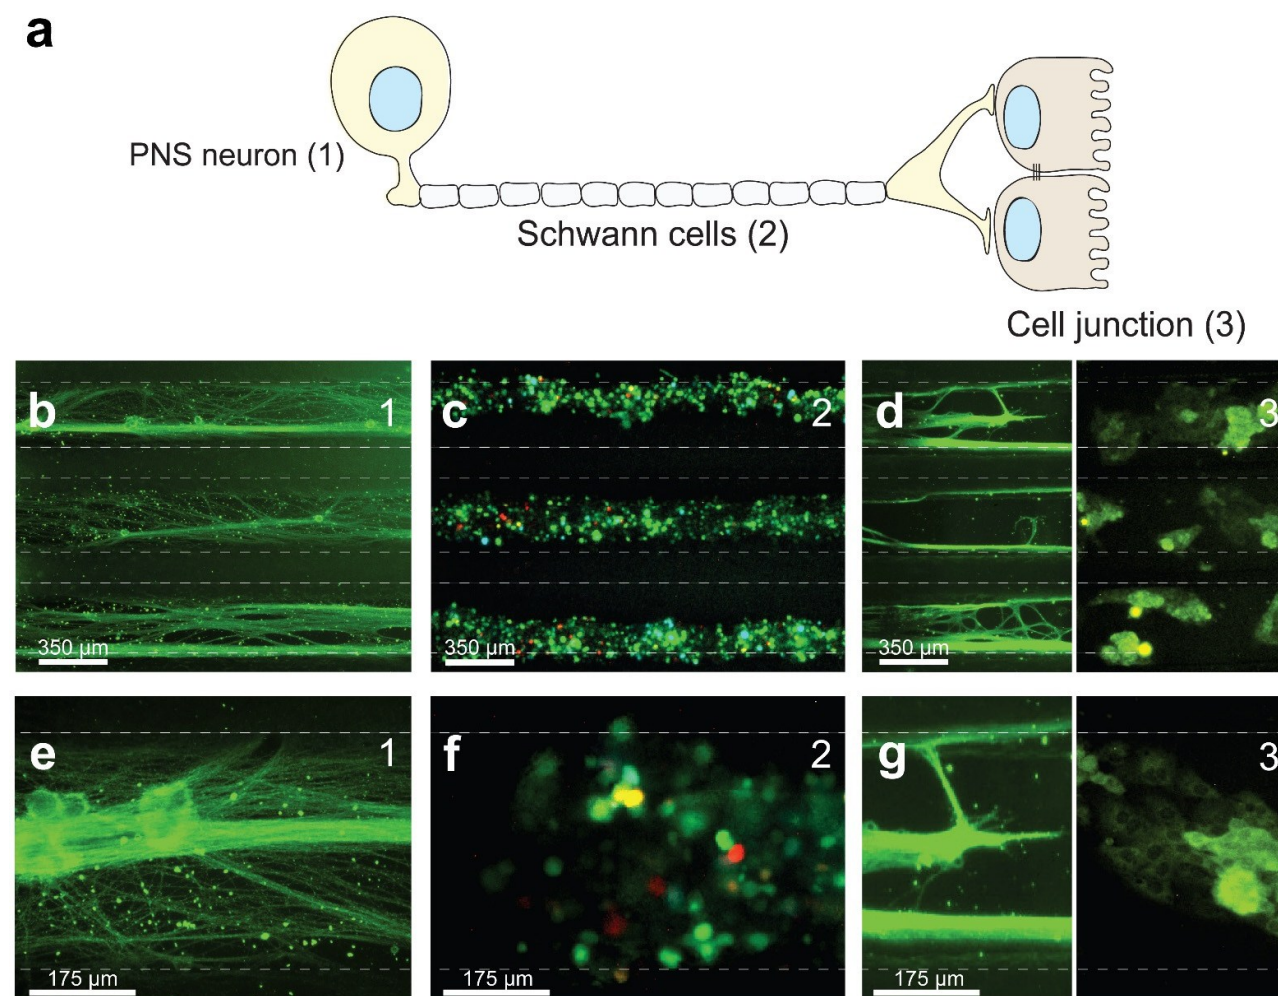 a
PNS neuron (1)
Schwann cells (2)
Cell junction (3)
b 1
350 µm
c 2
350 µm
d 3
350 µm
e 1
175 µm
f 2
175 µm
g 3
175 µm